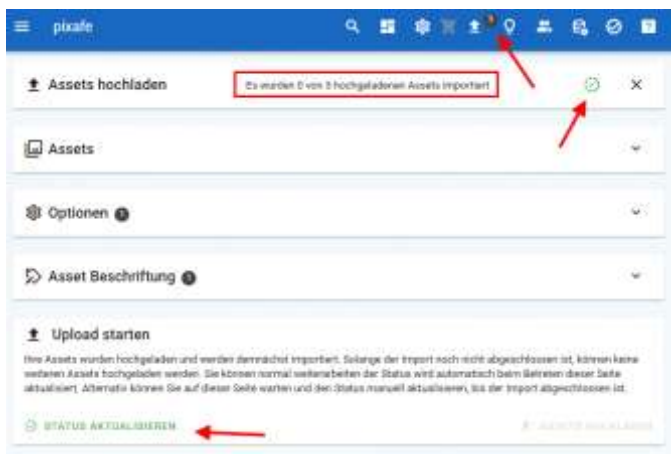 pixafe
Assets hochladen
Es wurden 0 von 3 hochgeladenen Assets importiert
Assets
Optionen
Asset Beschriftung
Upload starten
Ihre Assets wurden hochgeladen und werden demnächst importiert. Solange der Import noch nicht abgeschlossen ist, können keine
weiteren Assets hochgeladen werden. Sie können normal weiterarbeiten der Status wird automatisch beim Betreten dieser Seite
aktualisiert. Alternativ können Sie auf dieser Seite warten und den Status manuell aktualisieren, bis der Import abgeschlossen ist.
STATUS AKTUALISIEREN